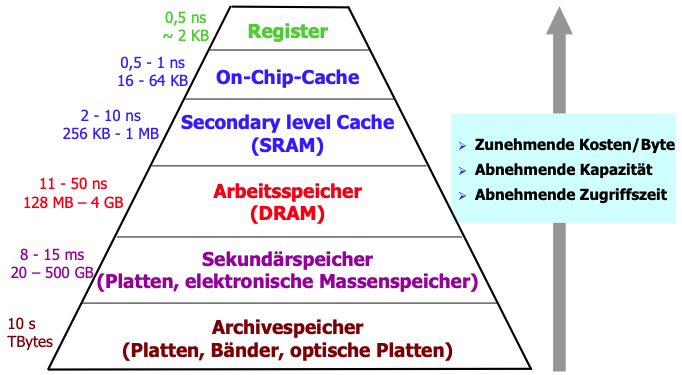 0,5 ns
~ 2 KB
Register
0,5 - 1 ns
16 - 64 KB
On-Chip-Cache
2 - 10 ns
256 KB - 1 MB
Secondary level Cache
(SRAM)
11 - 50 ns
128 MB – 4 GB
Arbeitsspeicher
(DRAM)
8 - 15 ms
20 – 500 GB
Sekundärspeicher
(Platten, elektronische Massenspeicher)
10 s
TBytes
Archivespeicher
(Platten, Bänder, optische Platten)
➢ Zunehmende Kosten/Byte
➢ Abnehmende Kapazität
➢ Abnehmende Zugriffszeit